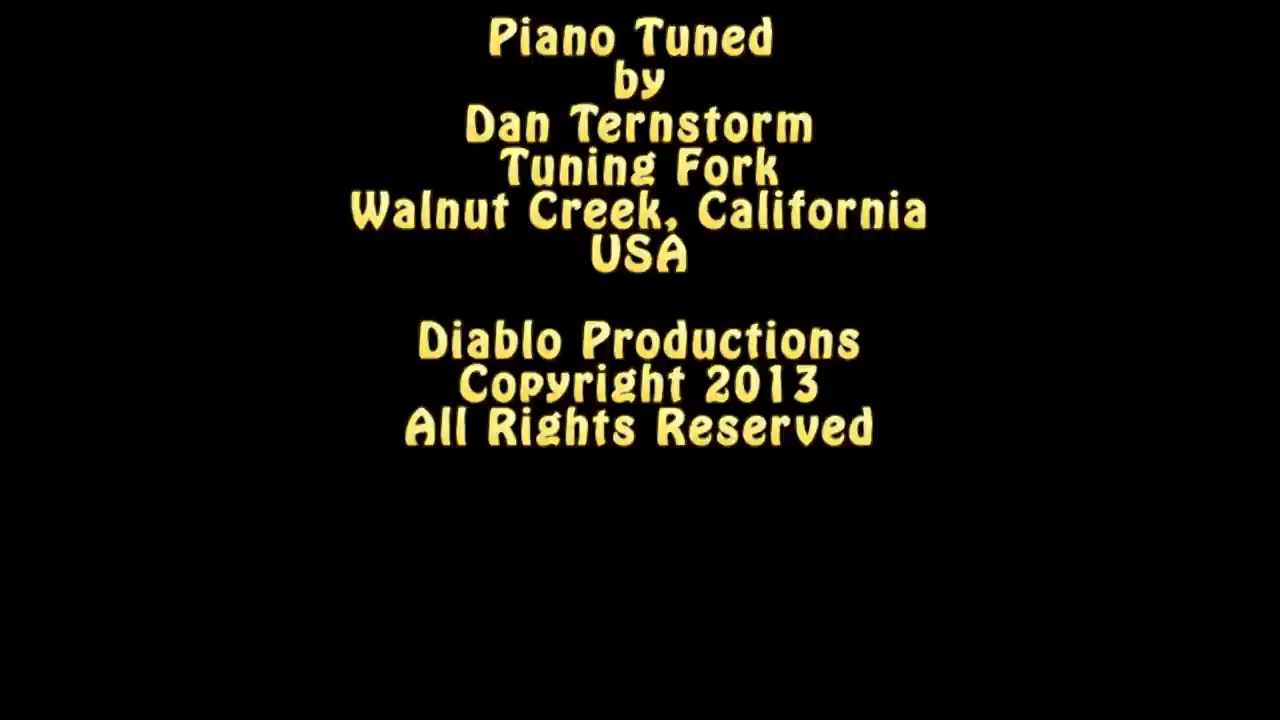 Piano Tuned
by
Dan Ternstorm
Tuning Fork
Walnut Creek, California
USA
Diablo Productions
Copyright 2013
All Rights Reserved